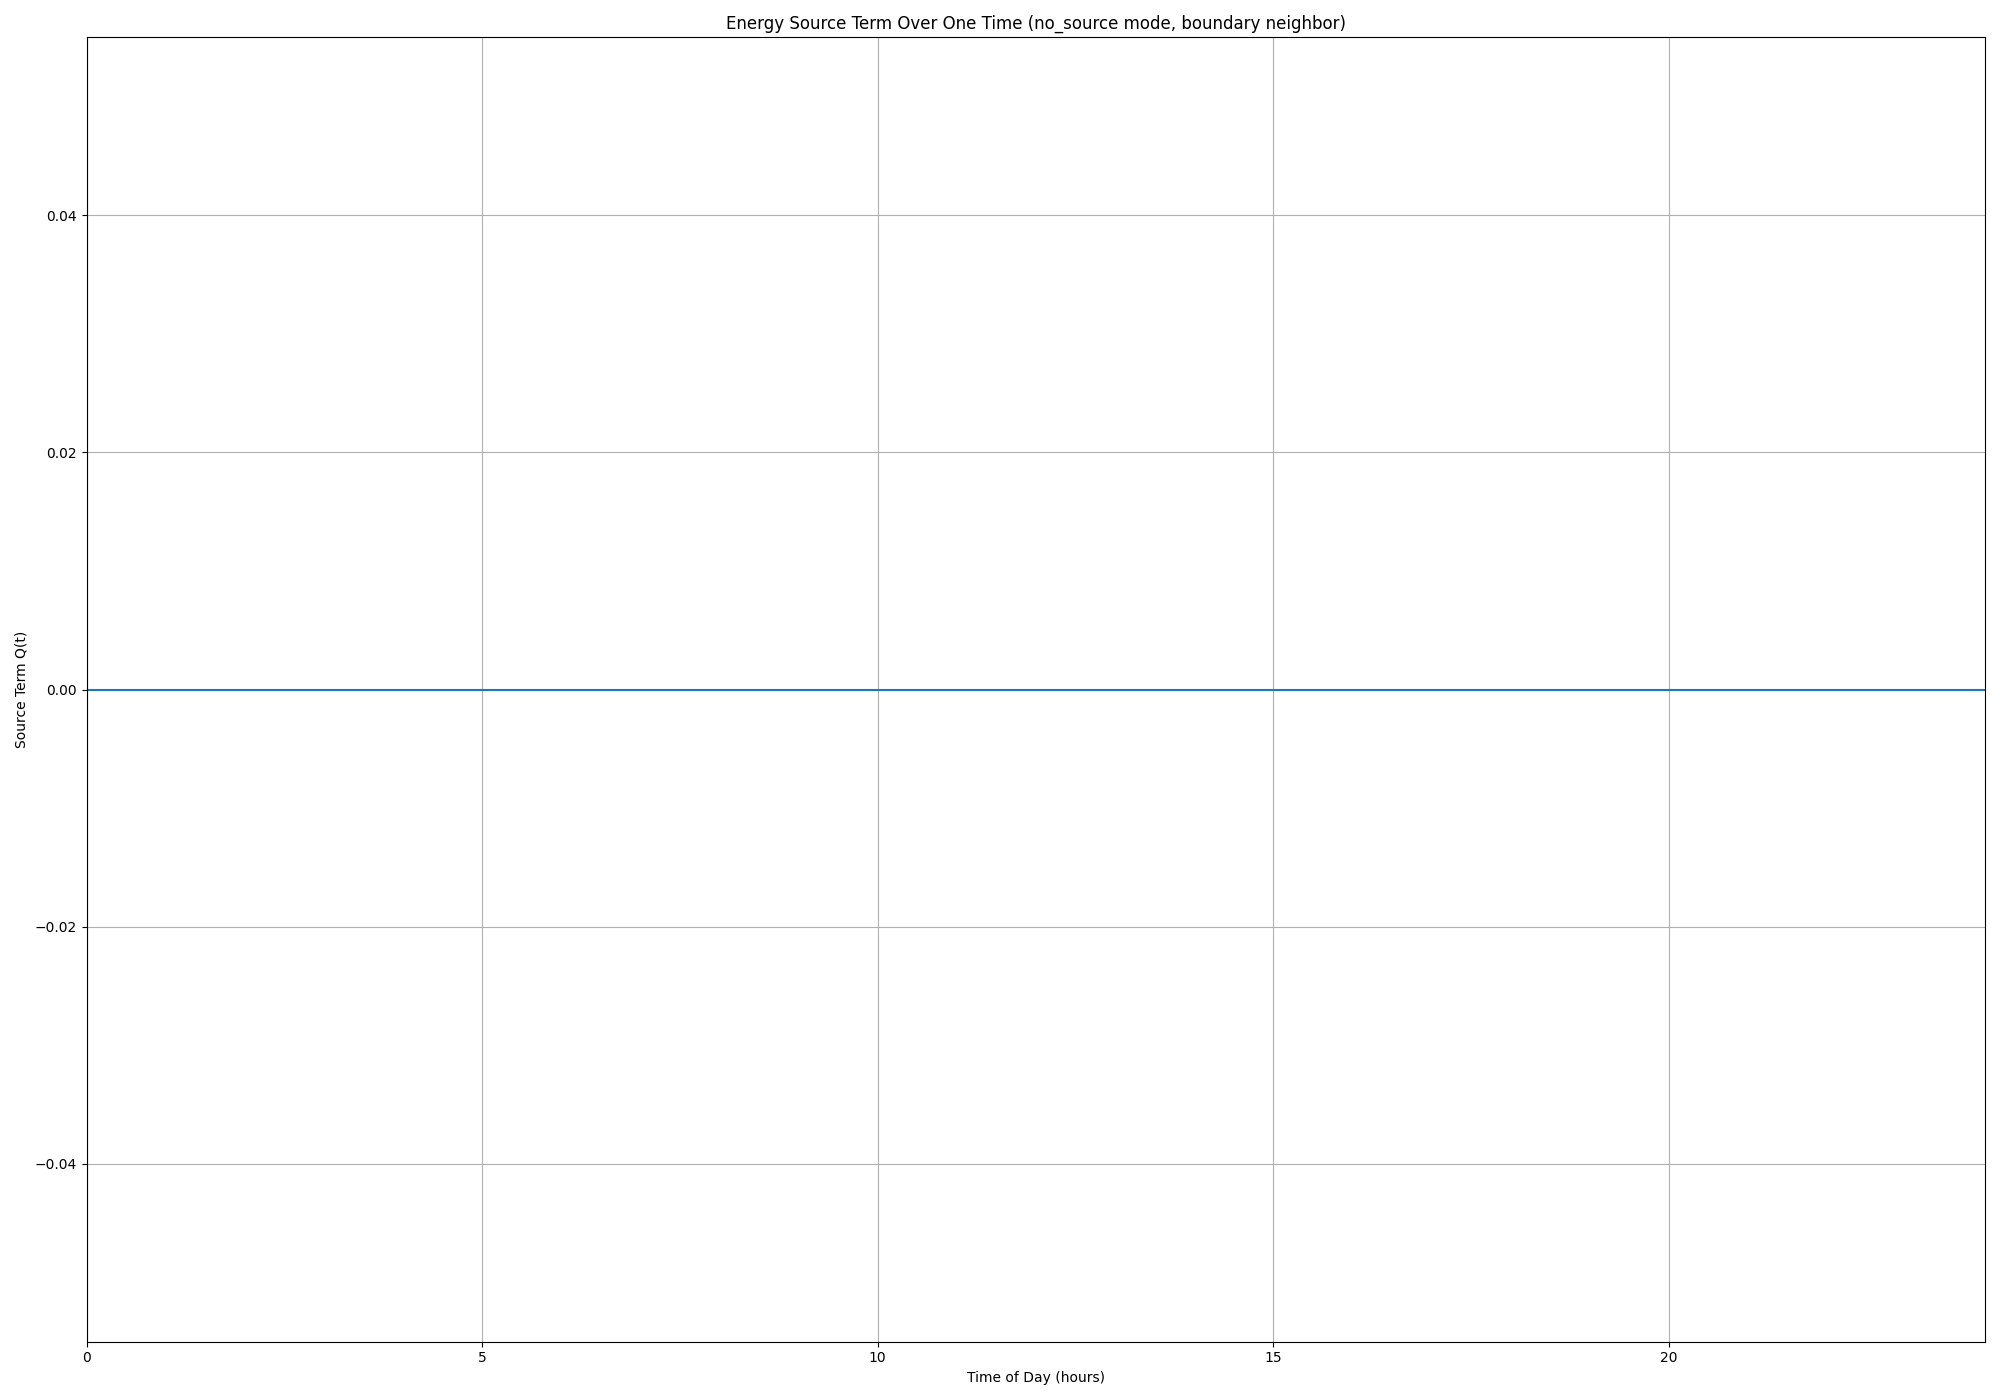 Energy Source Term Over One Time (no_source mode, boundary neighbor)
0.04
0.02
0.00
−0.02
−0.04
Source Term Q(t)
0 5 10 15 20
Time of Day (hours)